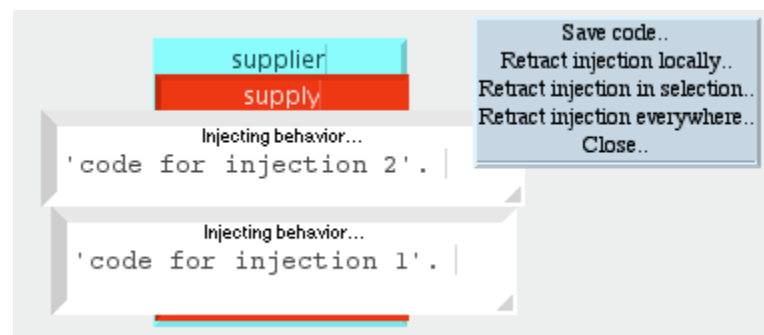 supplier
supply
Injecting behavior...
'code for injection 2'.
Injecting behavior...
'code for injection 1'.
Save code..
Retract injection locally..
Retract injection in selection..
Retract injection everywhere..
Close..